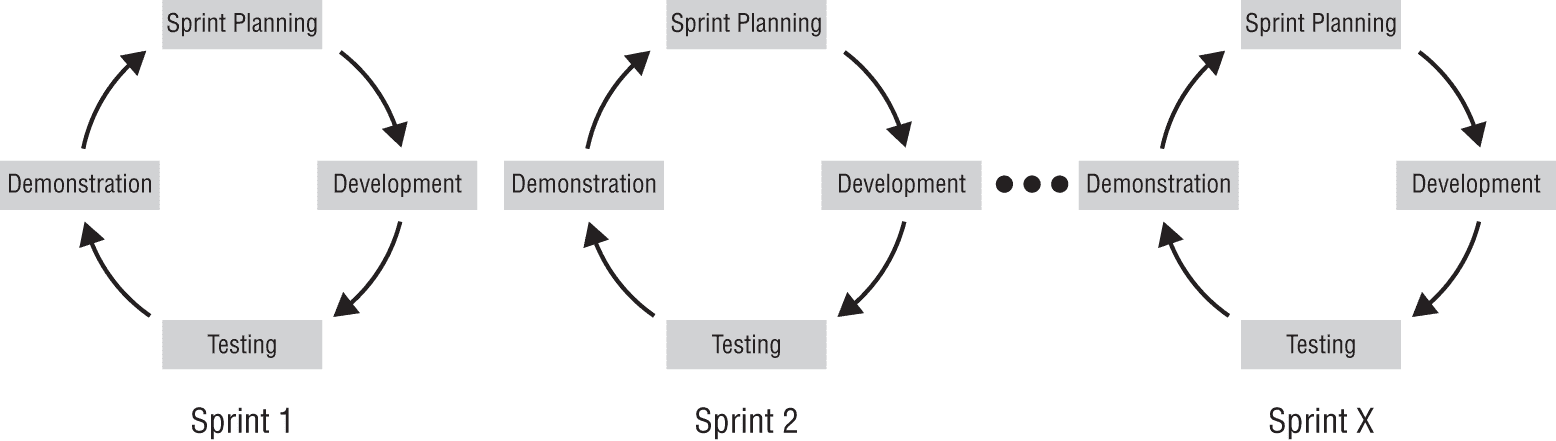 Sprint Planning
Sprint Planning
Sprint Planning
Demonstration
Development
Demonstration
Development
Demonstration
Development
Testing
Testing
Testing
Sprint 1
Sprint 2
Sprint X